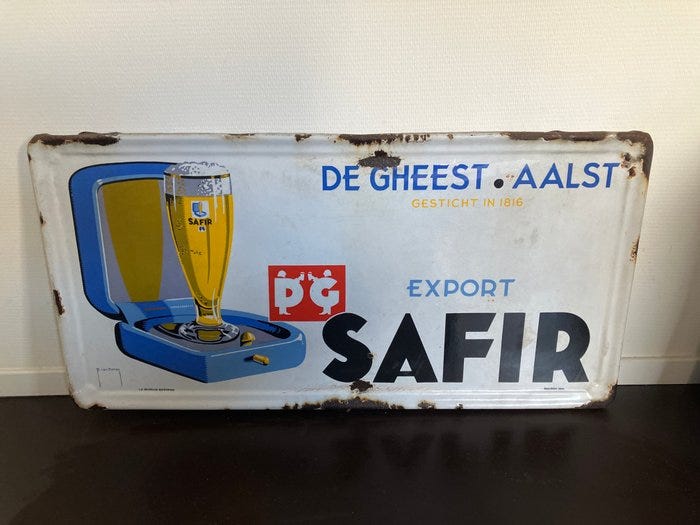 DE GHEEST. AALST
GESTICHT IN 1816
SAFIR
DG
EXPORT
SAFIR